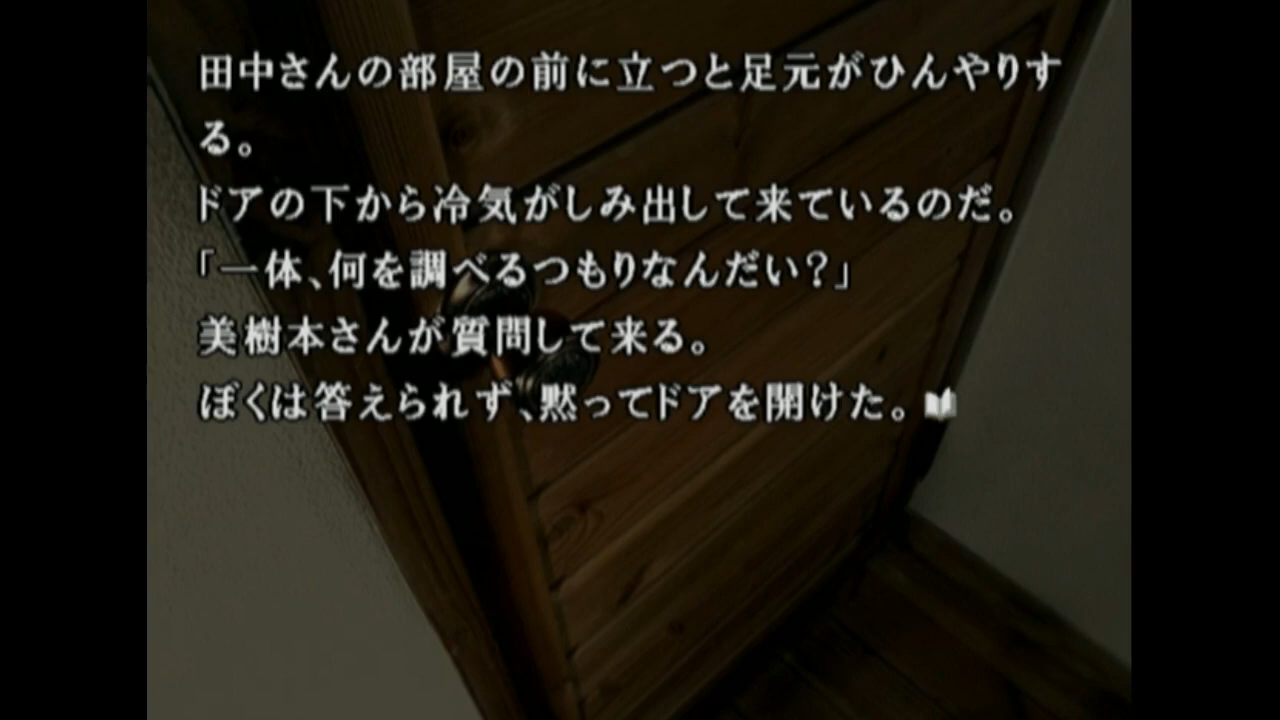 田中さんの部屋の前に立つと足元がひんやりす
る。
ドアの下から冷気がしみ出して来ているのだ。
「一体、何を調べるつもりなんだい？」
美樹本さんが質問して来る。
ぼくは答えられず、黙ってドアを開けた。